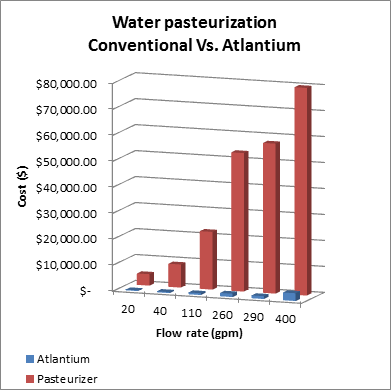 Water pasteurization
Conventional Vs. Atlantium
$80,000.00
$70,000.00
$60,000.00
$50,000.00
$40,000.00
$30,000.00
$20,000.00
$10,000.00
$-
Cost ($)
20 40 110 260 290 400
Flow rate (gpm)
Atlantium
Pasteurizer